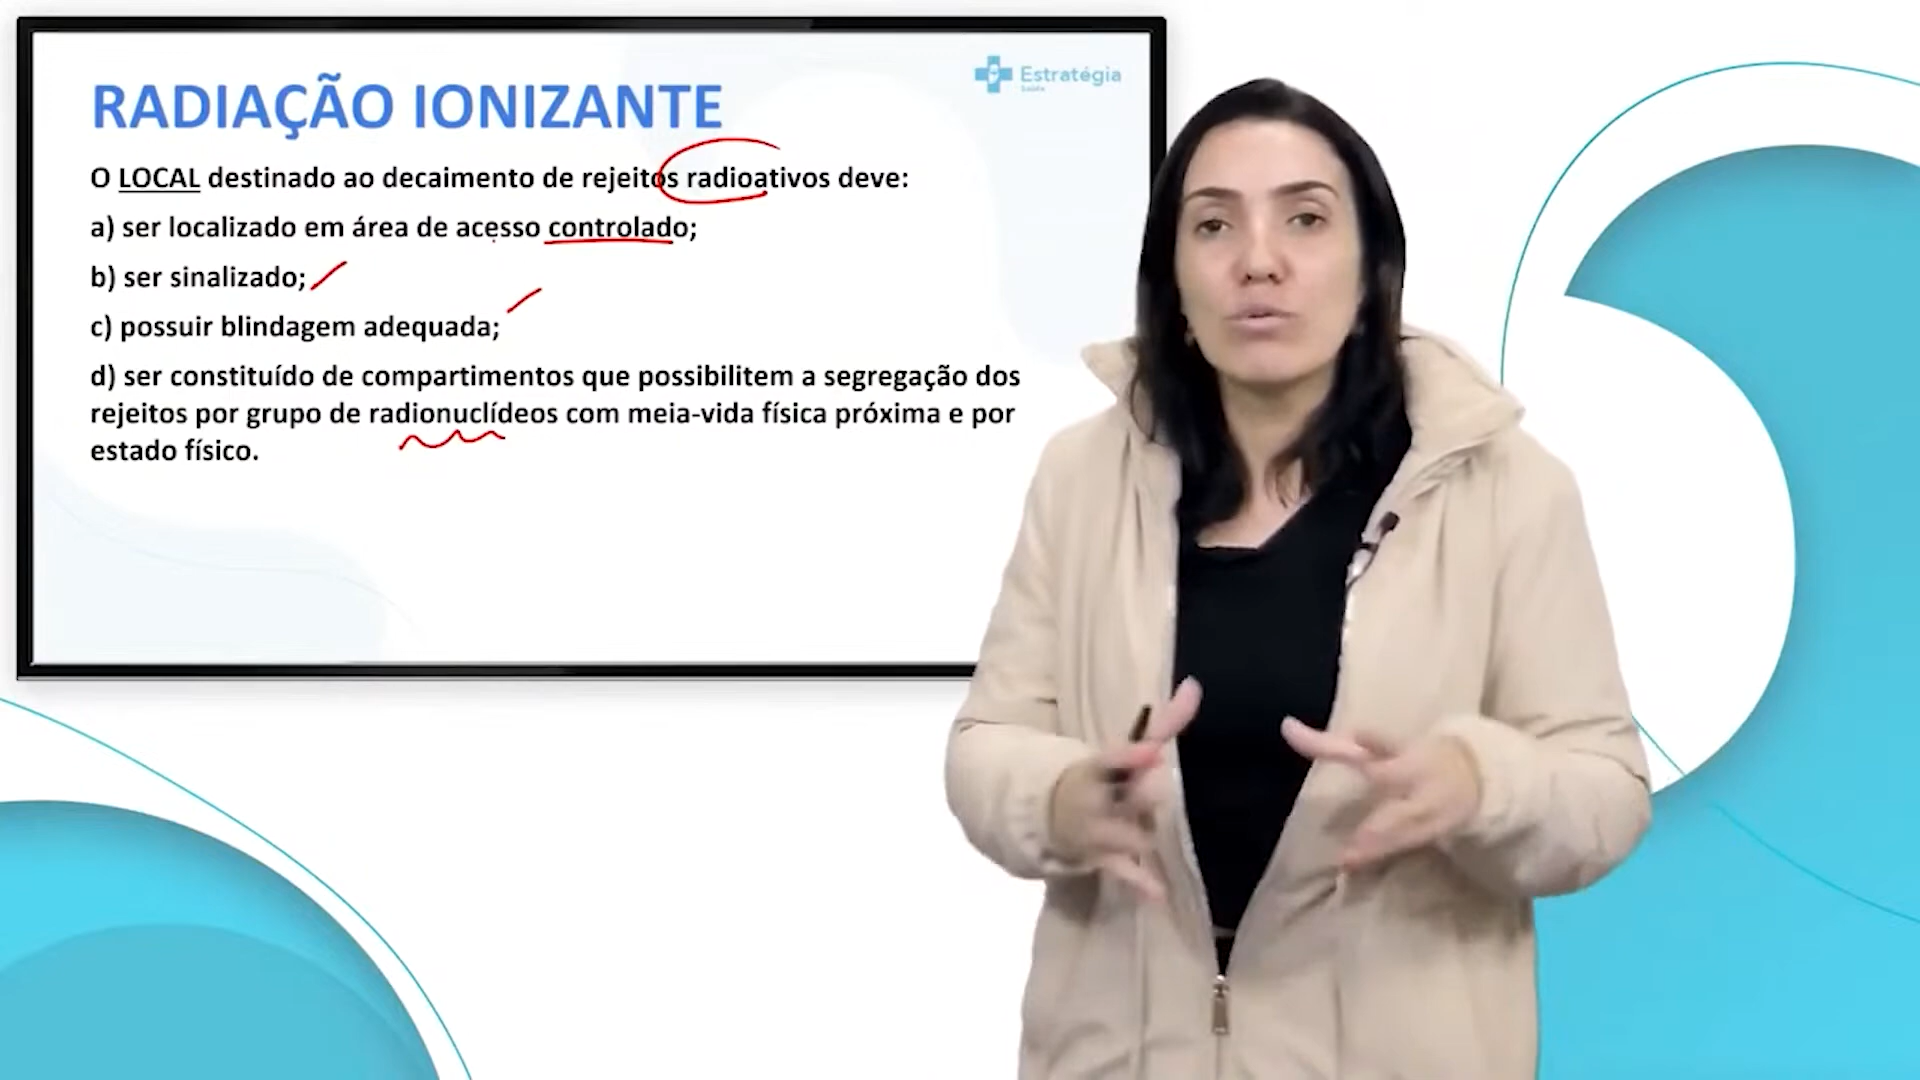 Estratégia
Saúde
RADIAÇÃO IONIZANTE
O LOCAL destinado ao decaimento de rejeitos radioativos deve:
a) ser localizado em área de acesso controlado;
b) ser sinalizado;
c) possuir blindagem adequada;
d) ser constituído de compartimentos que possibilitem a segregação dos
rejeitos por grupo de radionuclídeos com meia-vida física próxima e por
estado físico.